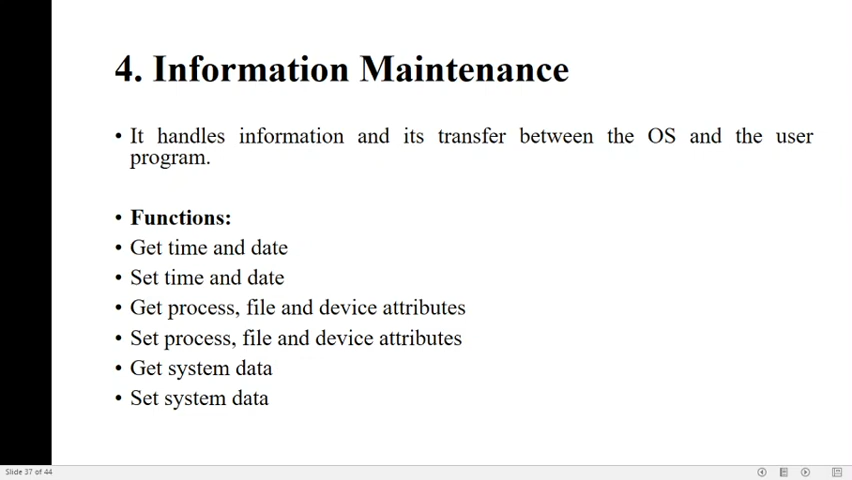 4. Information Maintenance
• It handles information and its transfer between the OS and the user
program.
• Functions:
• Get time and date
• Set time and date
• Get process, file and device attributes
• Set process, file and device attributes
• Get system data
• Set system data
Slide 37 of 44